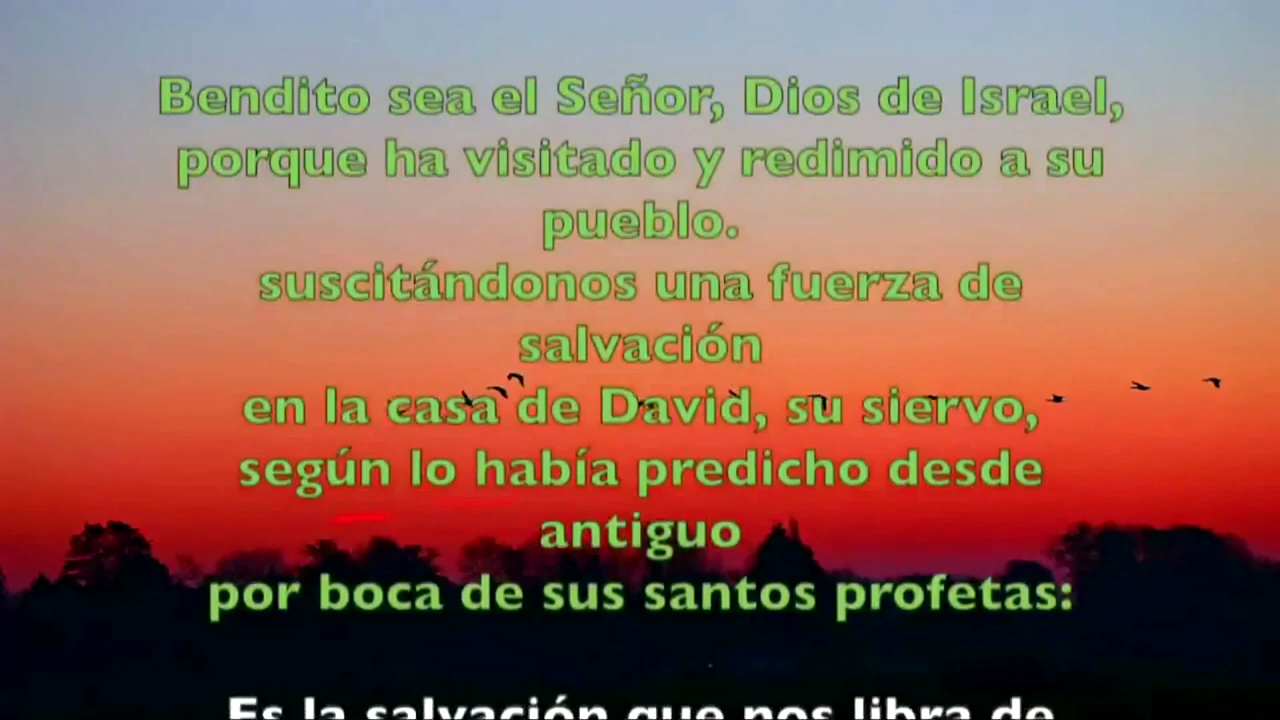 Bendito sea el Señor, Dios de Israel,
porque ha visitado y redimido a su
pueblo.
suscitándonos una fuerza de
salvación
en la casa de David, su siervo,
según lo había predicho desde
antiguo
por boca de sus santos profetas:
Es la salvación que nos libra de